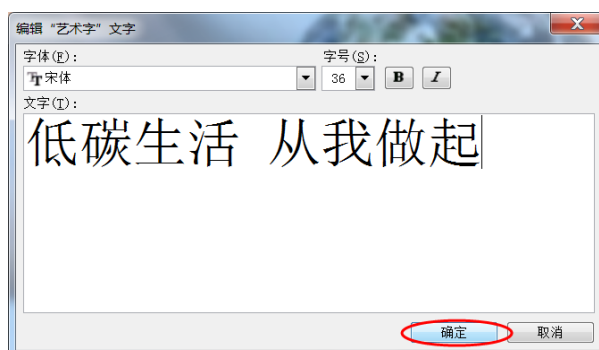 编辑“艺术字”文字
字体(F): 字号(S):
宋体 36 B I
文字(T):
低碳生活 从我做起
确定 取消